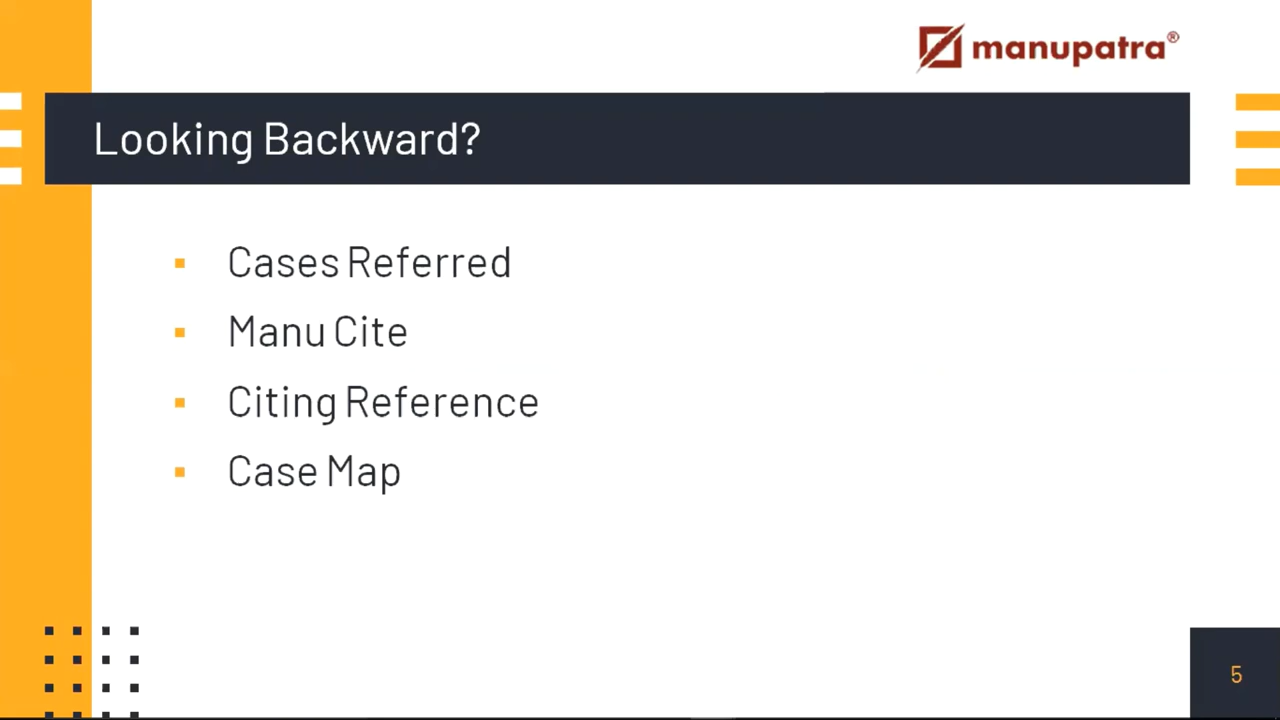 manupatra®
Looking Backward?
▪ Cases Referred
▪ Manu Cite
▪ Citing Reference
▪ Case Map
5